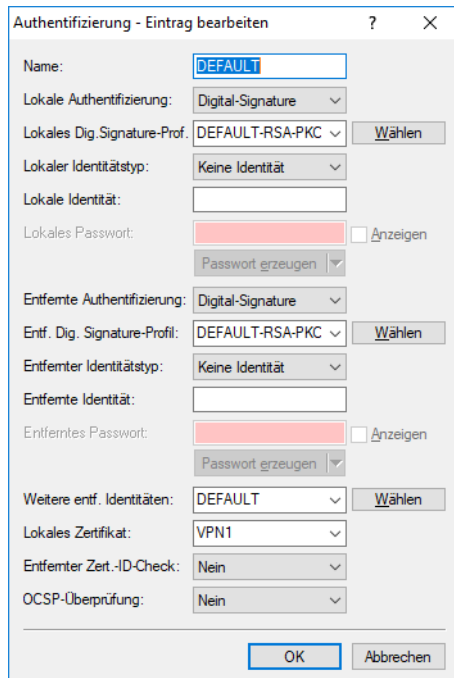 Authentifizierung - Eintrag bearbeiten ? ×
Name: DEFAULT
Lokale Authentifizierung: Digital-Signature
Lokales Dig.Signature-Prof. DEFAULT-RSA-PKC Wählen
Lokaler Identitätstyp: Keine Identität
Lokale Identität:
Lokales Passwort: Anzeigen
Passwort erzeugen
Entfernte Authentifizierung: Digital-Signature
Entf. Dig. Signature-Profil: DEFAULT-RSA-PKC Wählen
Entfernter Identitätstyp: Keine Identität
Entfernte Identität:
Entferntes Passwort: Anzeigen
Passwort erzeugen
Weitere entf. Identitäten: DEFAULT Wählen
Lokales Zertifikat: VPN1
Entfernter Zert.-ID-Check: Nein
OCSP-Überprüfung: Nein
OK Abbrechen